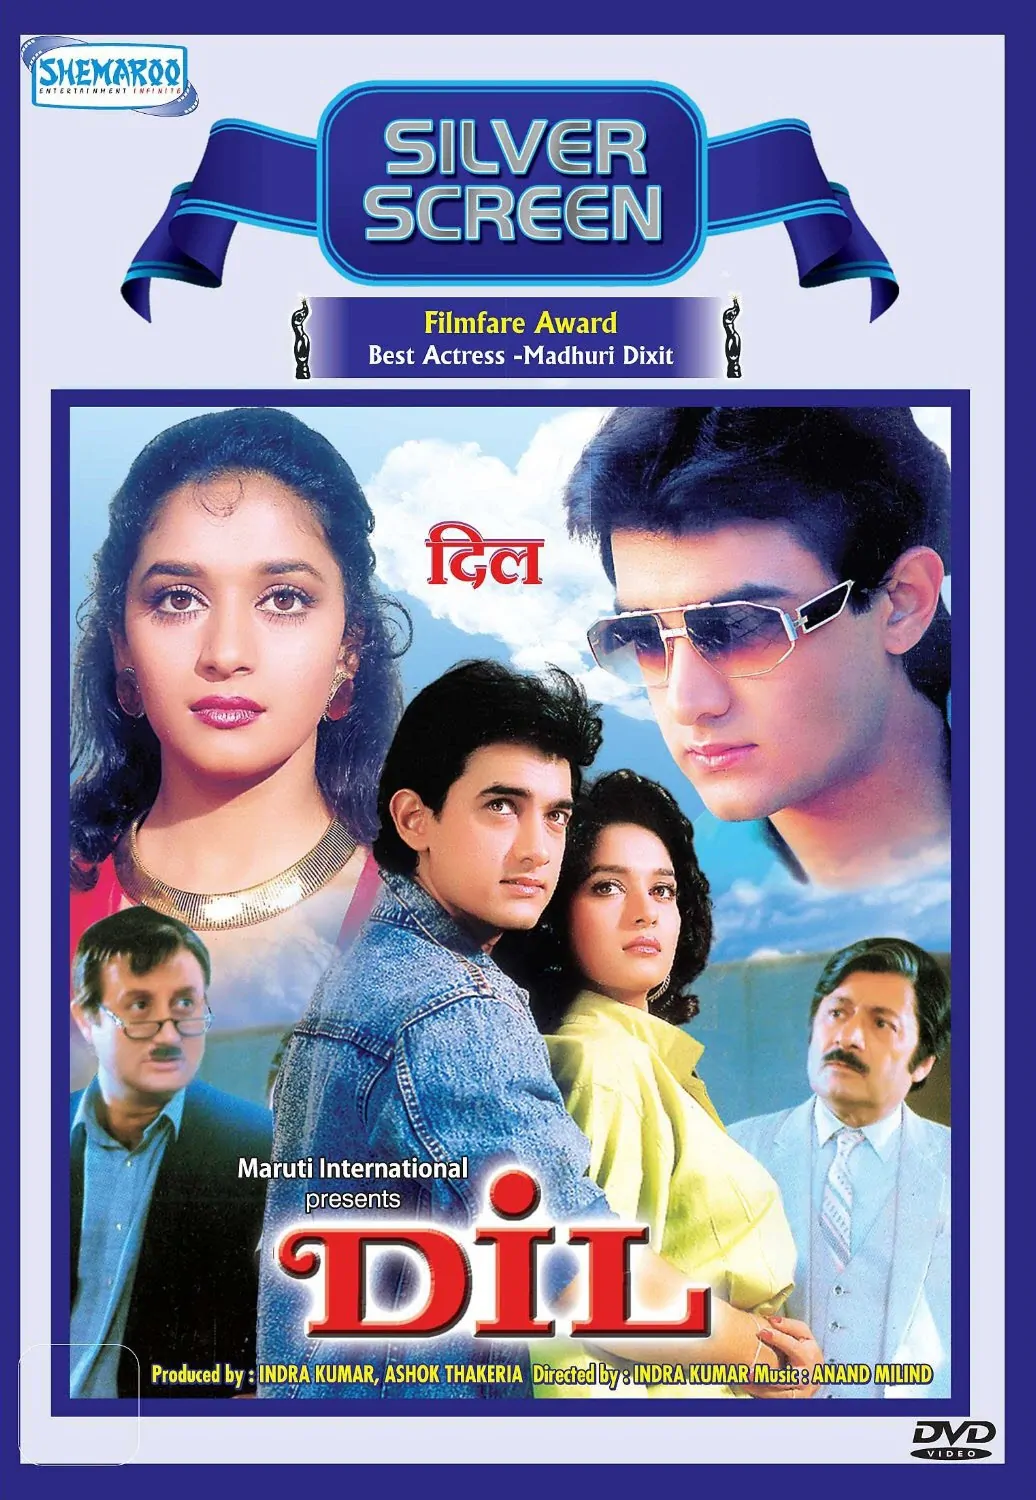 SHEMAROO
ENTERTAINMENT INFINITE
SILVER
SCREEN
Filmfare Award
Best Actress -Madhuri Dixit
दिल
Maruti International
presents
DiL
Produced by : INDRA KUMAR, ASHOK THAKERIA Directed by : INDRA KUMAR Music : ANAND MILIND
DVD
VIDEO